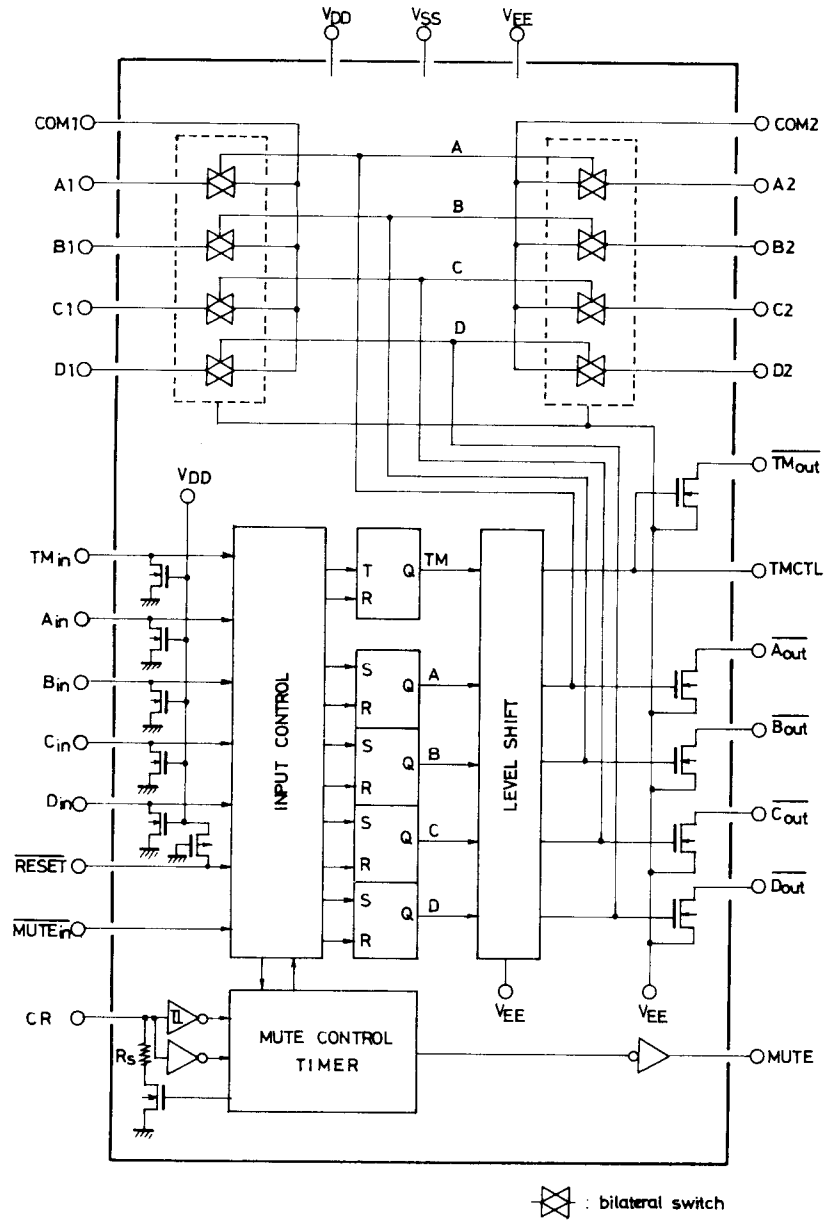 VDD VSS VEE
COM1 COM2
A
A1 A2
B
B1 B2
C
C1 C2
D
D1 D2
VDD
TMout
TMin T Q TM TMCTL
R
Ain
Aout
S
Bin Q A
R
Bout
S
Cin Q B
R
INPUT CONTROL
LEVEL SHIFT
Din S
Q C Cout
RESET R
S
Q D Dout
MUTEin R
VEE VEE
CR
MUTE CONTROL
TIMER
MUTE
Rs
: bilateral switch